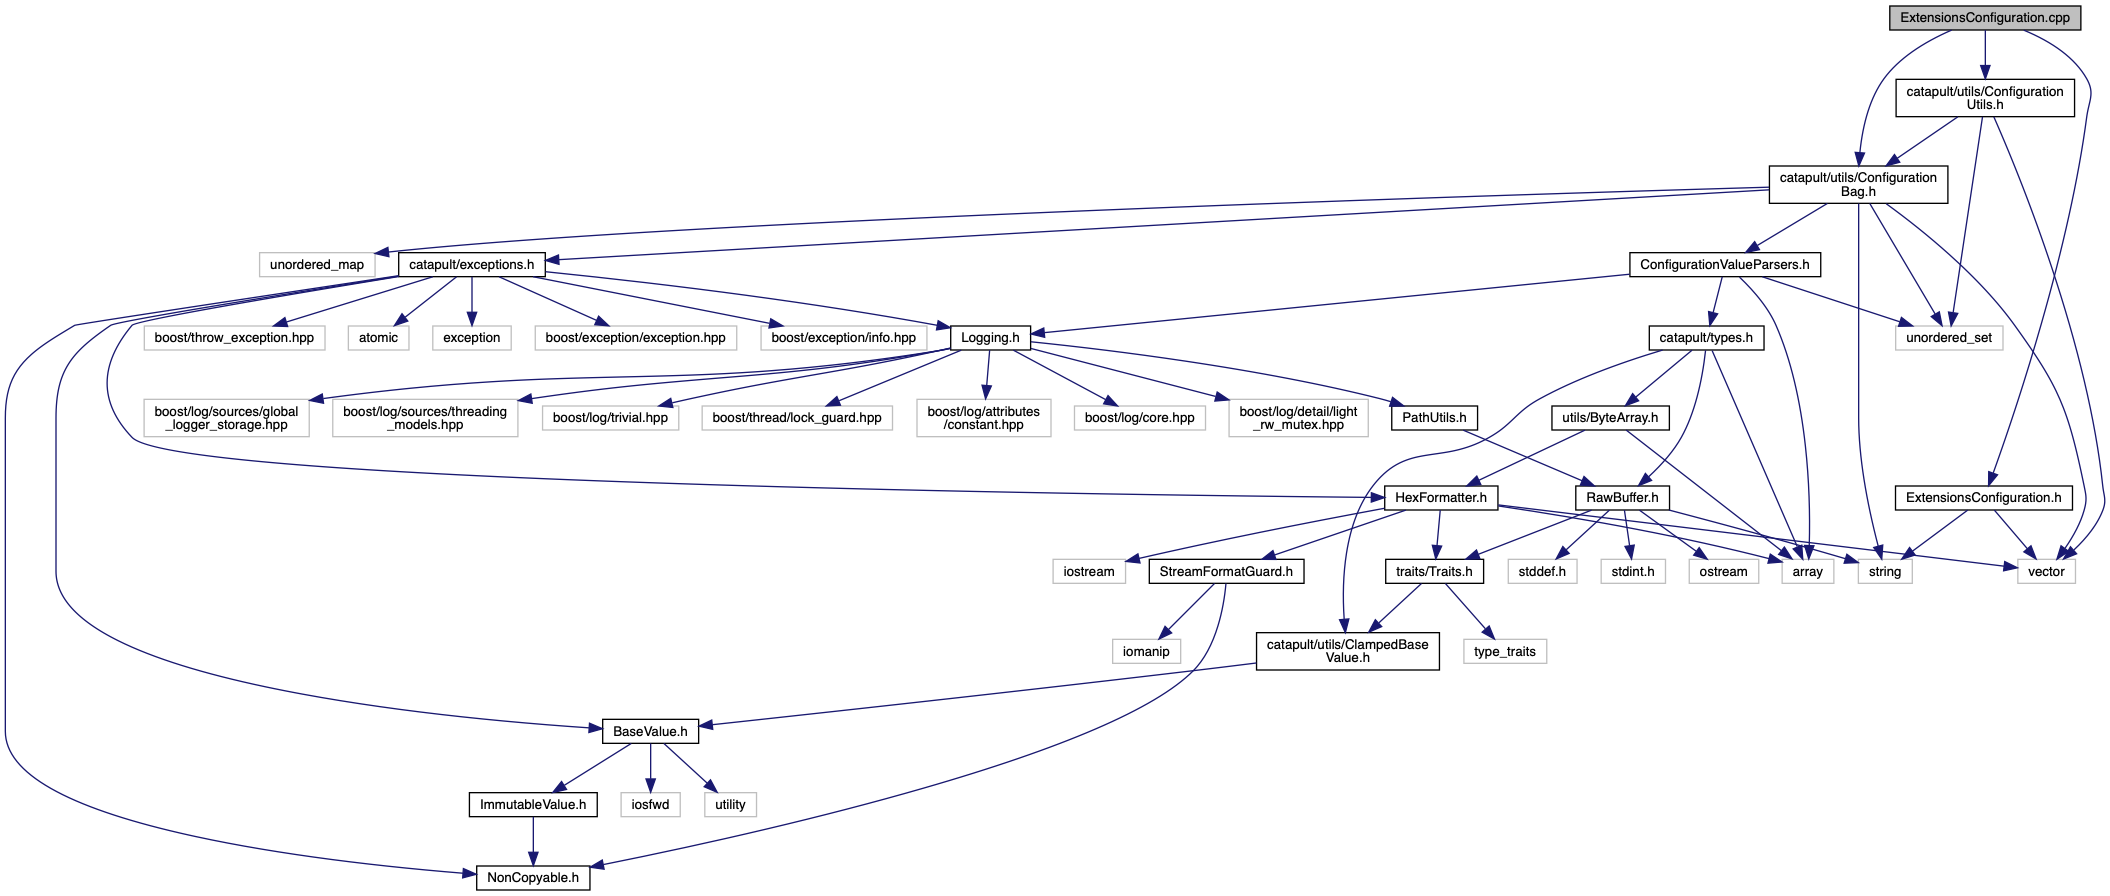 ExtensionsConfiguration.cpp
catapult/utils/Configuration
Utils.h
catapult/utils/Configuration
Bag.h
unordered_map
catapult/exceptions.h
ConfigurationValueParsers.h
boost/throw_exception.hpp
atomic
exception
boost/exception/exception.hpp
boost/exception/info.hpp
Logging.h
catapult/types.h
unordered_set
boost/log/sources/global
_logger_storage.hpp
boost/log/sources/threading
_models.hpp
boost/log/trivial.hpp
boost/thread/lock_guard.hpp
boost/log/attributes
/constant.hpp
boost/log/core.hpp
boost/log/detail/light
_rw_mutex.hpp
PathUtils.h
utils/ByteArray.h
HexFormatter.h
RawBuffer.h
ExtensionsConfiguration.h
iostream
StreamFormatGuard.h
traits/Traits.h
stddef.h
stdint.h
ostream
array
string
vector
iomanip
catapult/utils/ClampedBase
Value.h
type_traits
BaseValue.h
ImmutableValue.h
iosfwd
utility
NonCopyable.h